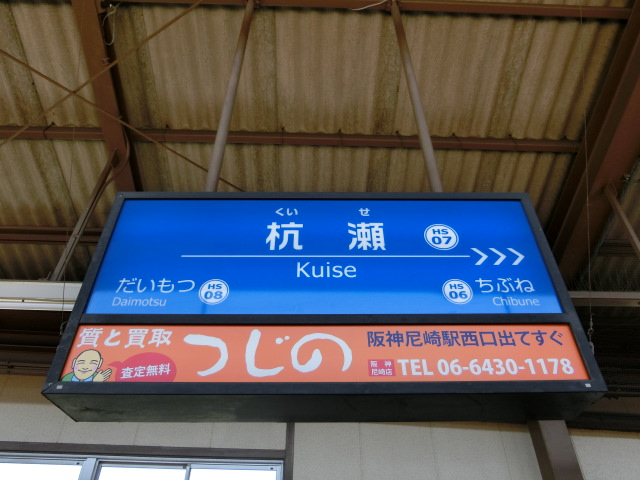 くいせ
杭瀬
HS 07
Kuise
だいもつ
Daimotsu
HS 08
HS 06
ちぶね
Chibune
質と買取
査定無料
つじの
阪神尼崎駅西口出てすぐ
阪神
尼崎店
TEL 06-6430-1178